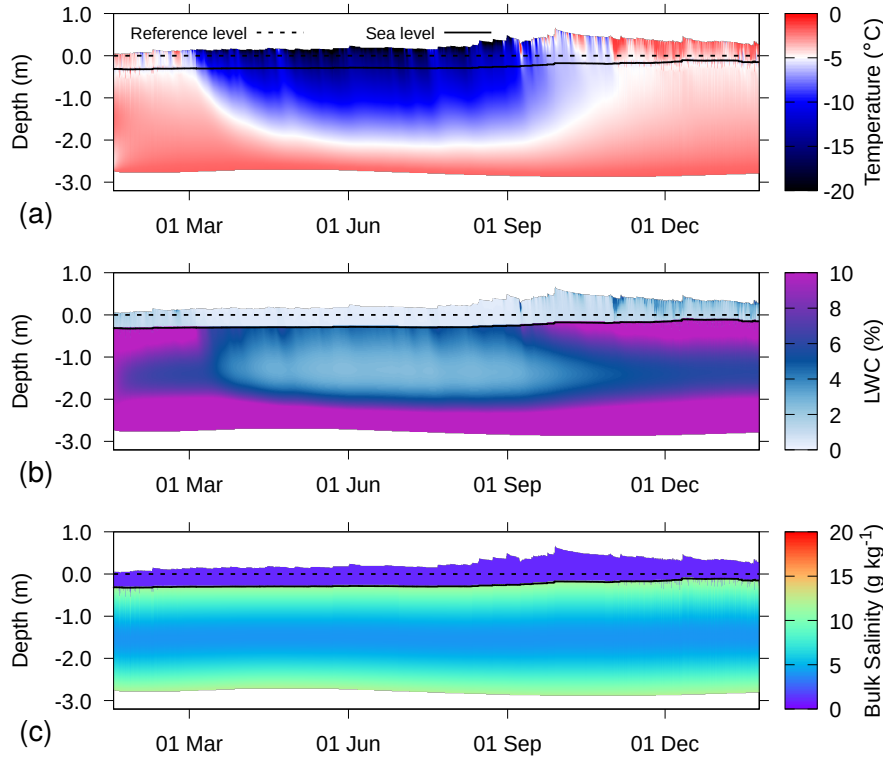 Reference level Sea level
1.0
0.0
-1.0
-2.0
-3.0
Depth (m)
01 Mar 01 Jun 01 Sep 01 Dec
0
-5
-10
-15
-20
Temperature (°C)
(a)
1.0
0.0
-1.0
-2.0
-3.0
Depth (m)
01 Mar 01 Jun 01 Sep 01 Dec
10
8
6
4
2
0
LWC (%)
(b)
1.0
0.0
-1.0
-2.0
-3.0
Depth (m)
01 Mar 01 Jun 01 Sep 01 Dec
20
15
10
5
0
Bulk Salinity (g kg⁻¹)
(c)